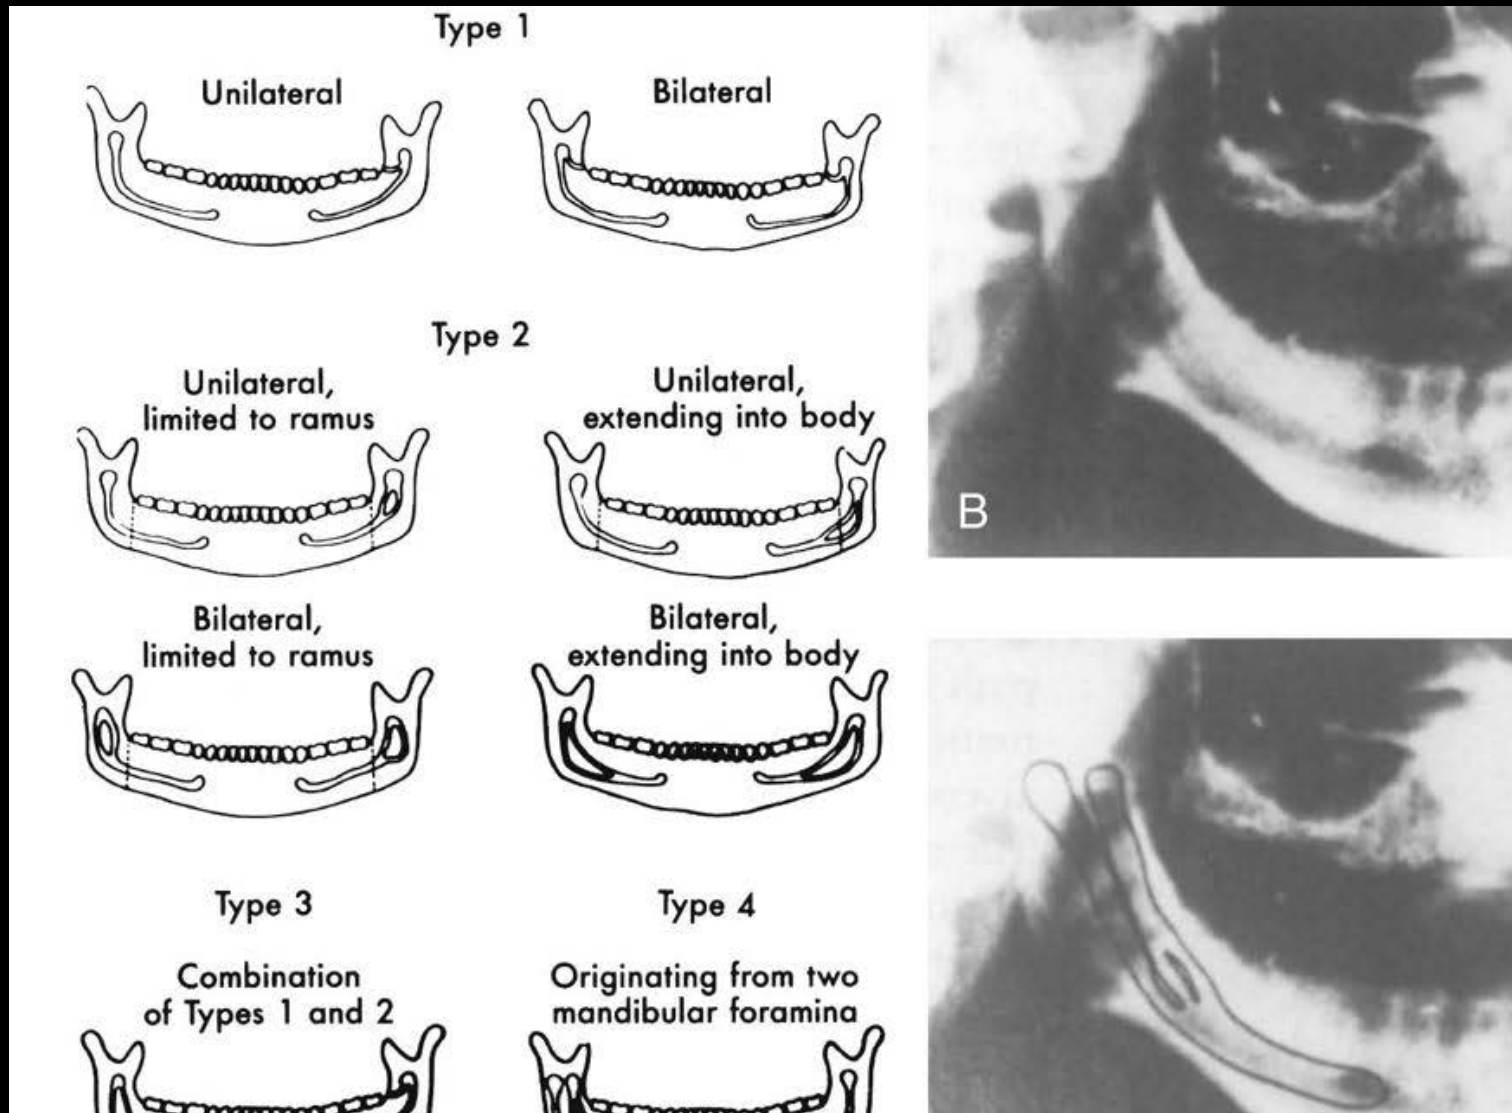 Type 1
Unilateral
Bilateral
Type 2
Unilateral,
limited to ramus
Unilateral,
extending into body
Bilateral,
limited to ramus
Bilateral,
extending into body
Type 3
Type 4
Combination
of Types 1 and 2
Originating from two
mandibular foramina
B